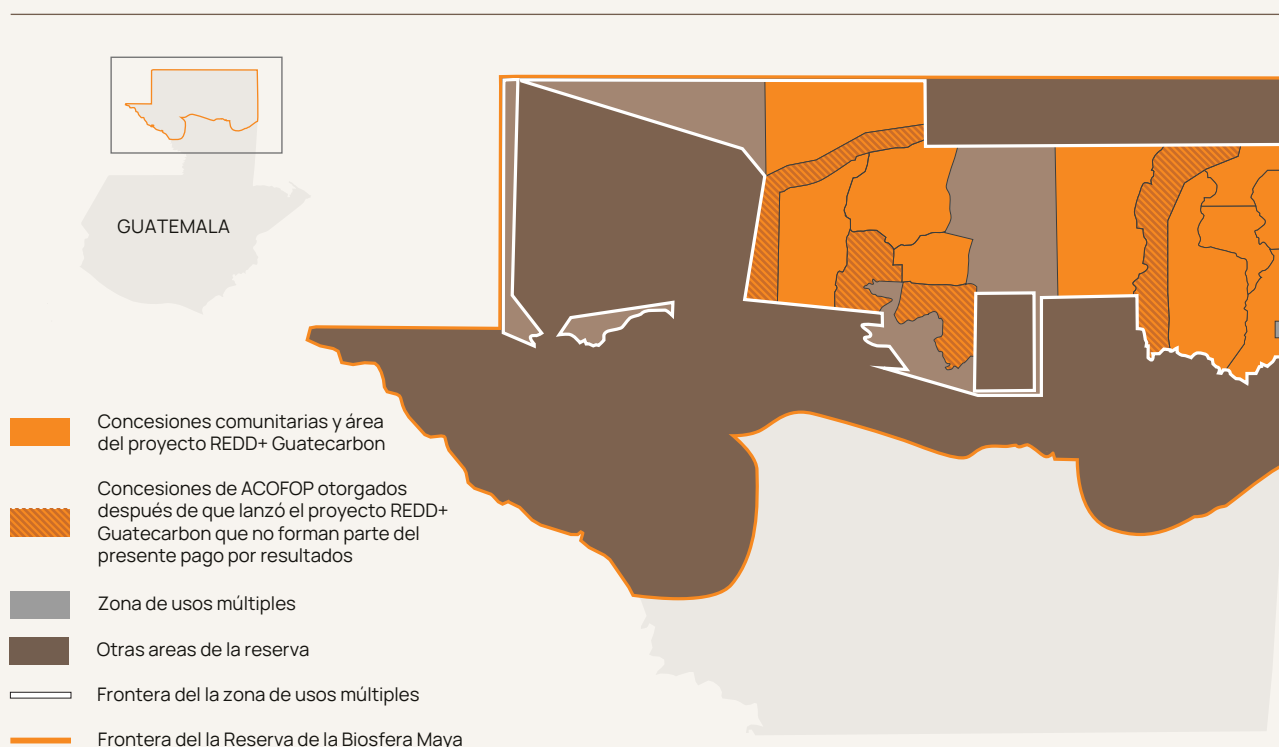 GUATEMALA
Concesiones comunitarias y área
del proyecto REDD+ Guatecarbon
Concesiones de ACOFOP otorgados
después de que lanzó el proyecto REDD+
Guatecarbon que no forman parte del
presente pago por resultados
Zona de usos múltiples
Otras areas de la reserva
Frontera del la zona de usos múltiples
Frontera del la Reserva de la Biosfera Maya